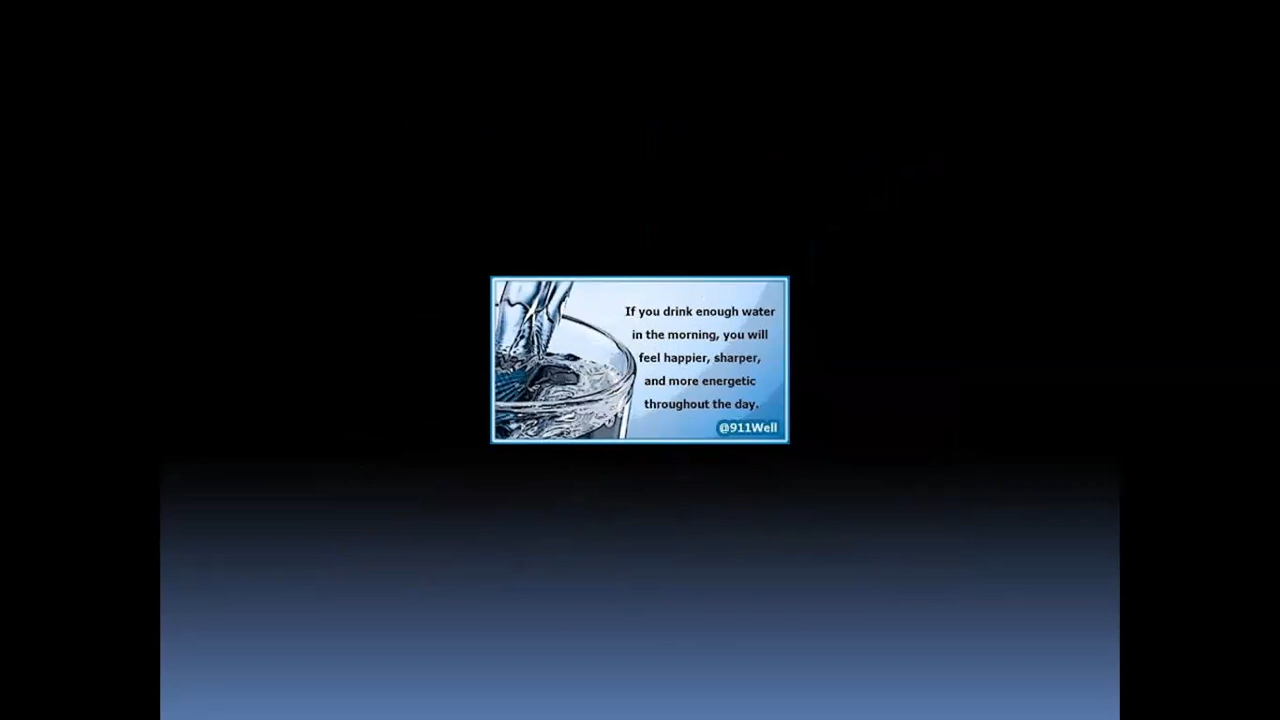 If you drink enough water
in the morning, you will
feel happier, sharper,
and more energetic
throughout the day.
@911Well